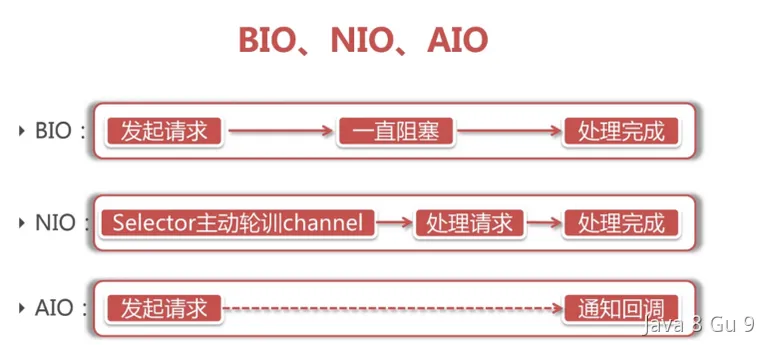 BIO、NIO、AIO
BIO： 发起请求 一直阻塞 处理完成
NIO： Selector主动轮训channel 处理请求 处理完成
AIO： 发起请求 通知回调
Java 8 Gu 9